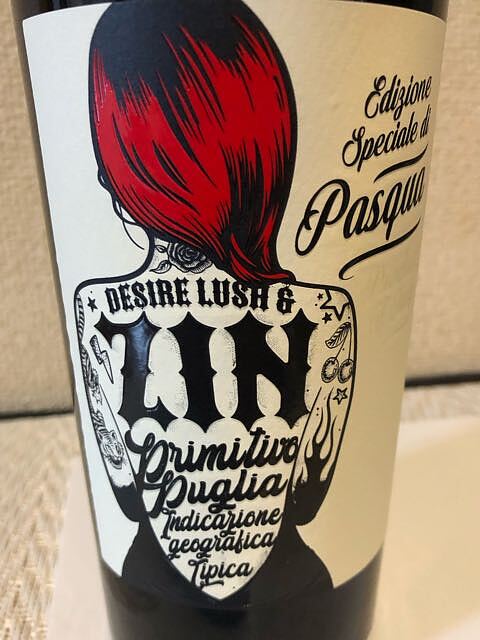 Edizione
Speciale di
Pasqua
DESIRE LUSH &
ZIN
Primitivo
Puglia
Indicazione
geografica
Tipica